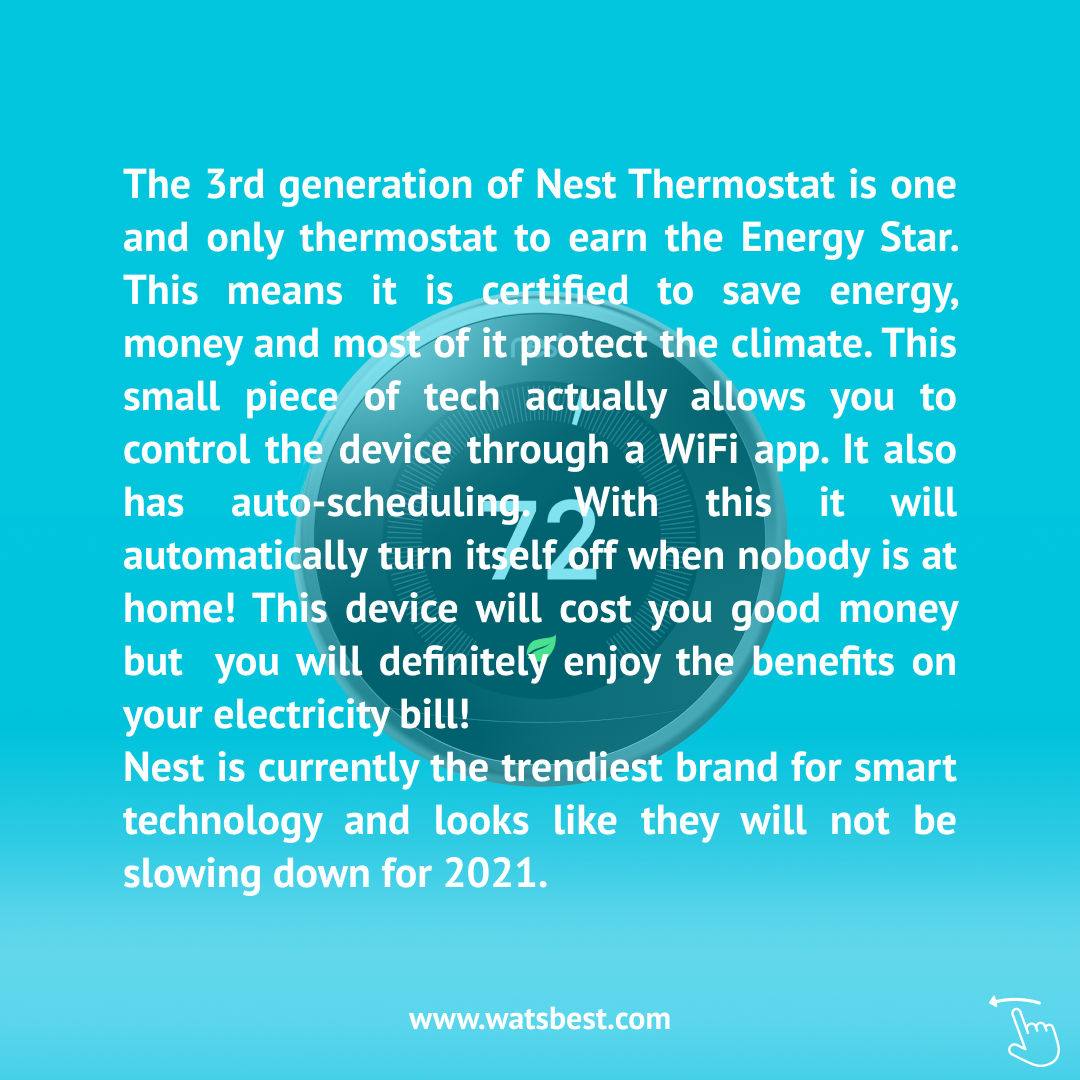 The 3rd generation of Nest Thermostat is one
and only thermostat to earn the Energy Star.
This means it is certified to save energy,
money and most of it protect the climate. This
small piece of tech actually allows you to
control the device through a WiFi app. It also
has auto-scheduling. With this it will
automatically turn itself off when nobody is at
home! This device will cost you good money
but you will definitely enjoy the benefits on
your electricity bill!
Nest is currently the trendiest brand for smart
technology and looks like they will not be
slowing down for 2021.
nest
72
www.watsbest.com